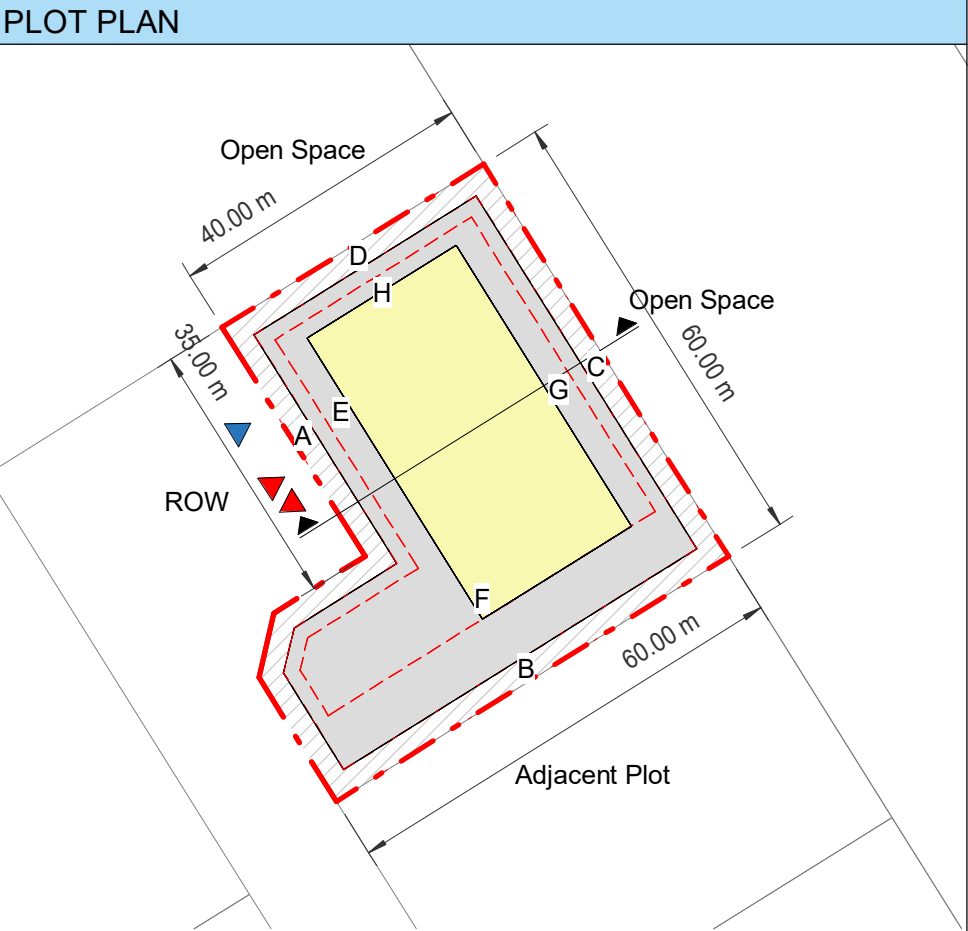 PLOT PLAN
Open Space
40.00 m
D
H
Open Space
35.00 m
60.00 m
C
G
E
A
ROW
F
60.00 m
B
Adjacent Plot